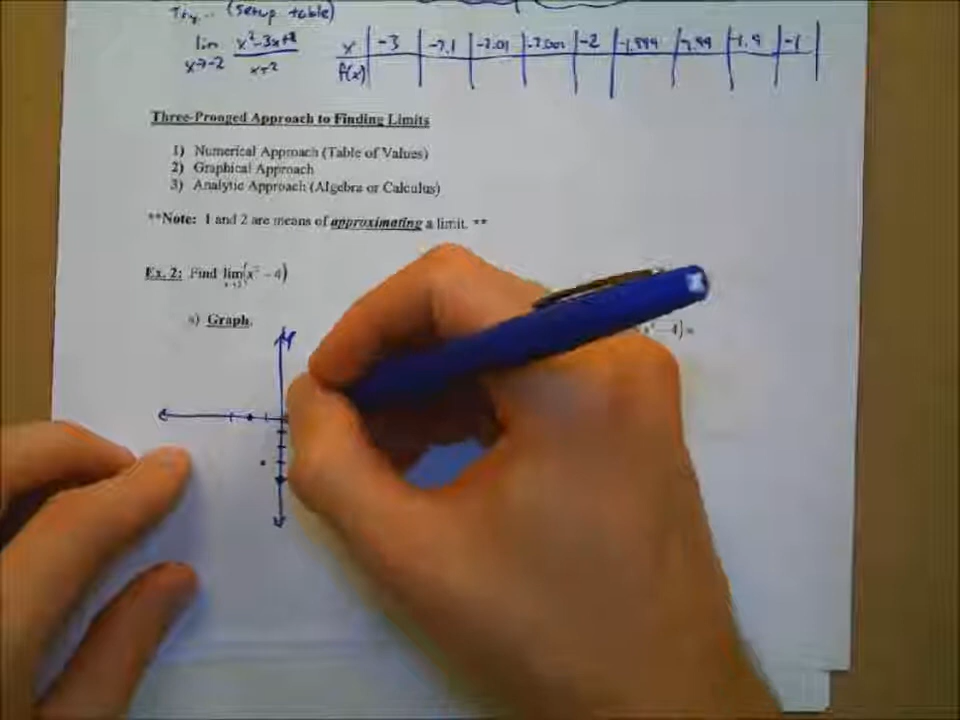 Try... (Setup table)
lim x²-3x+2 x | -3 | -2.1 | -2.01 | -2.001 | -2 | -1.999 | -1.99 | -1.9 | -1
x→-2 x+2 f(x)
Three-Pronged Approach to Finding Limits
1) Numerical Approach (Table of Values)
2) Graphical Approach
3) Analytic Approach (Algebra or Calculus)
**Note: 1 and 2 are means of approximating a limit. **
Ex. 2: Find lim(x² - 4)
a) Graph.
y
x² - 4) =